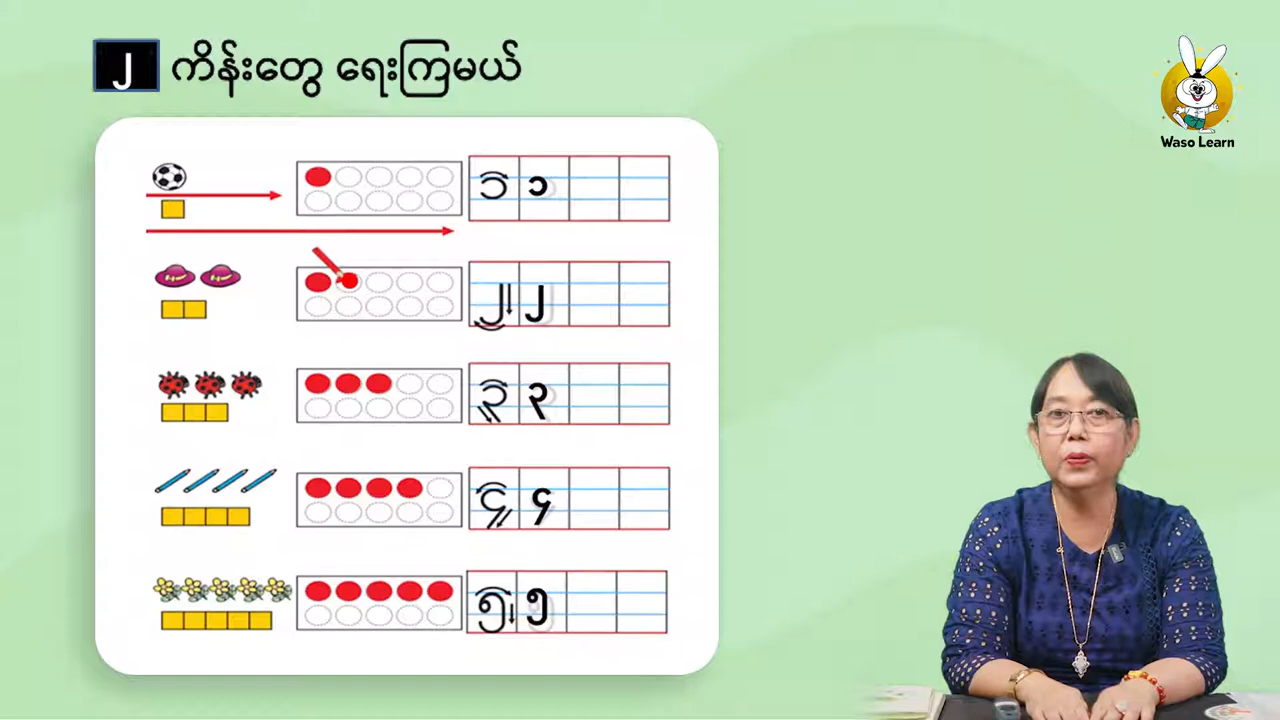 ၂ ကိန်းတွေ ရေးကြမယ်
Waso Learn
၁ ၁
၂ ၂
၃ ၃
၄ ၄
၅ ၅